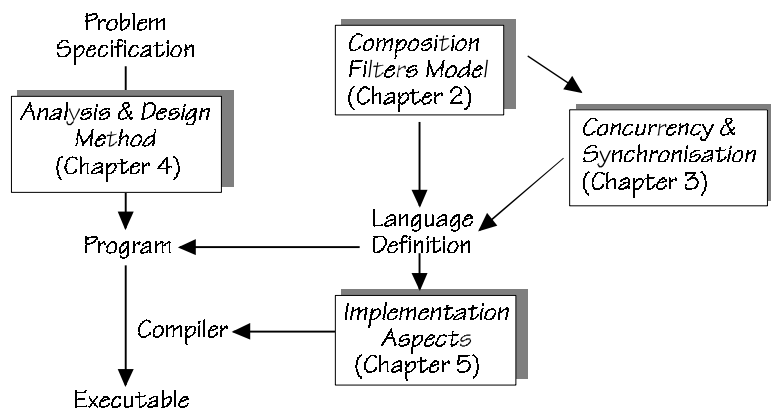 Problem
Specification
Analysis & Design
Method
(Chapter 4)
Program
Compiler
Executable
Composition
Filters Model
(Chapter 2)
Concurrency &
Synchronisation
(Chapter 3)
Language
Definition
Implementation
Aspects
(Chapter 5)